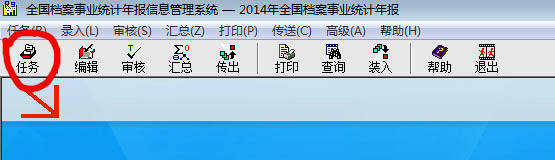 全国档案事业统计年报信息管理系统 — 2014年全国档案事业统计年报
任务(R) 录入(L) 审核(S) 汇总(Z) 打印(P) 传送(C) 高级(A) 帮助(H)
任务 编辑 审核 汇总 传出 打印 查询 装入 帮助 退出